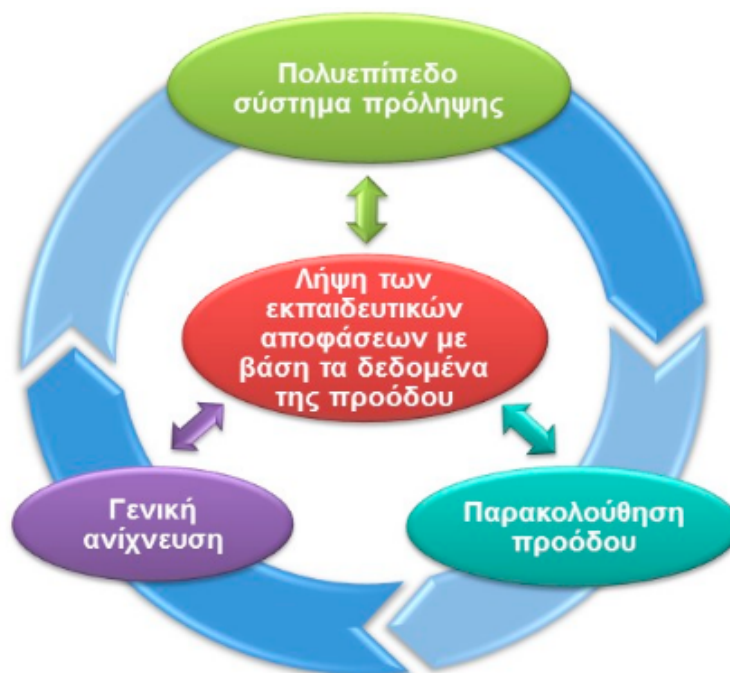 Πολυεπίπεδο
σύστημα πρόληψης
Λήψη των
εκπαιδευτικών
αποφάσεων με
βάση τα δεδομένα
της προόδου
Γενική
ανίχνευση
Παρακολούθηση
προόδου